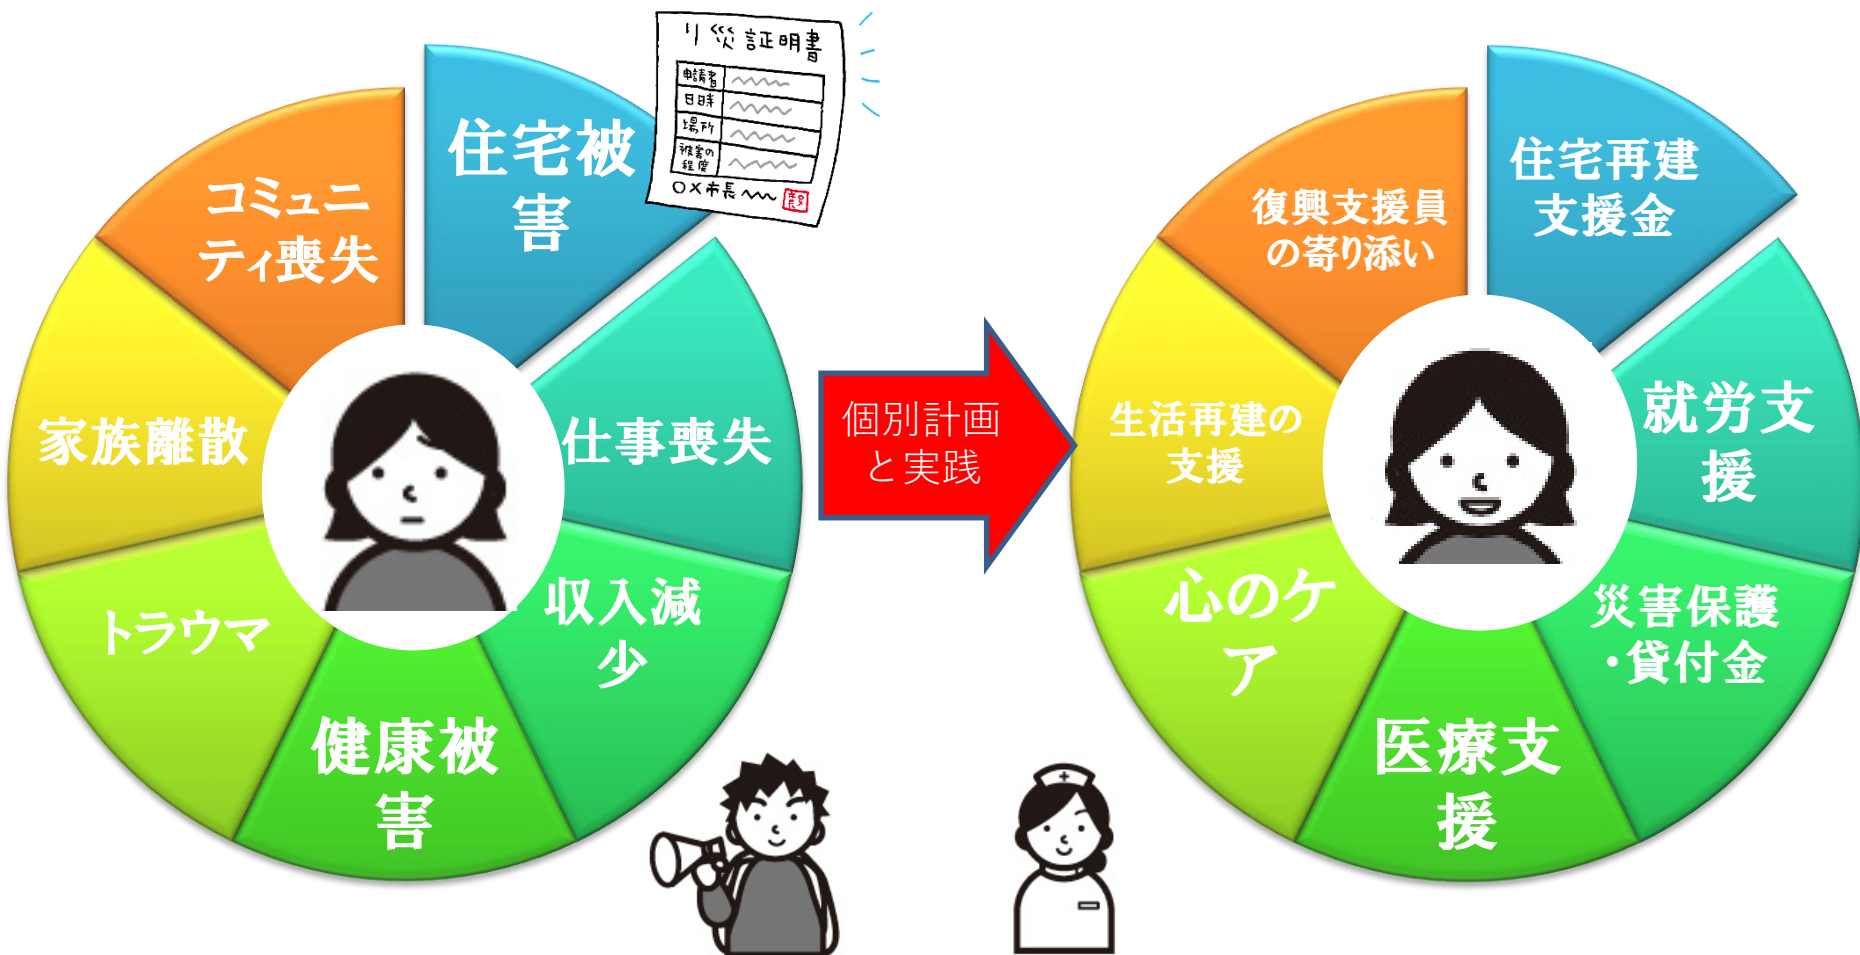 り災証明書
申請者
日時
場所
被害の
程度
○×市長
住宅被
害
仕事喪失
収入減
少
健康被
害
トラウマ
家族離散
コミュニ
ティ喪失
個別計画
と実践
住宅再建
支援金
就労支
援
災害保護
・貸付金
医療支
援
心のケ
ア
生活再建の
支援
復興支援員
の寄り添い